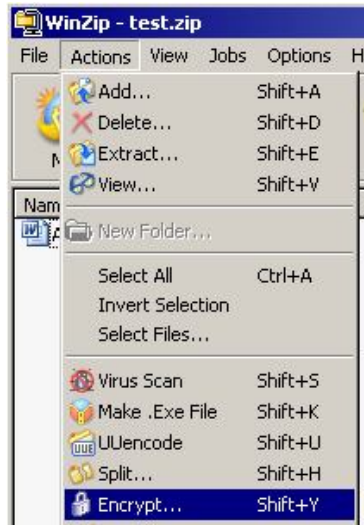 WinZip - test.zip
File Actions View Jobs Options H
Add... Shift+A
Delete... Shift+D
Extract... Shift+E
View... Shift+V
Nam
New Folder...
Select All Ctrl+A
Invert Selection
Select Files...
Virus Scan Shift+S
Make .Exe File Shift+K
UUencode Shift+U
Split... Shift+H
Encrypt... Shift+Y